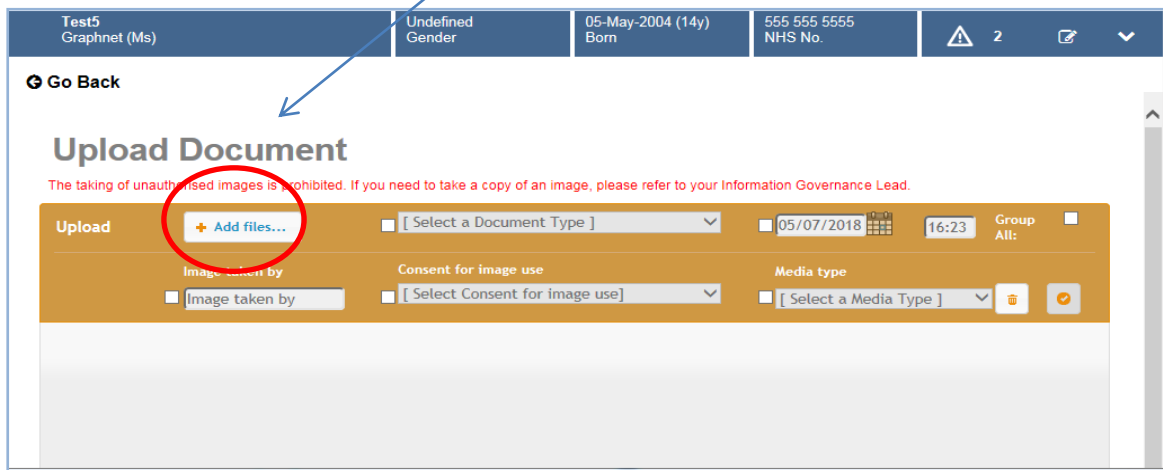 Test5 Undefined 05-May-2004 (14y) 555 555 5555
Graphnet (Ms) Gender Born NHS No. 2
Go Back
Upload Document
The taking of unauthorised images is prohibited. If you need to take a copy of an image, please refer to your Information Governance Lead.
Upload + Add files... [ Select a Document Type ] 05/07/2018 16:23 Group All:
Image taken by Consent for image use Media type
Image taken by [ Select Consent for image use] [ Select a Media Type ]